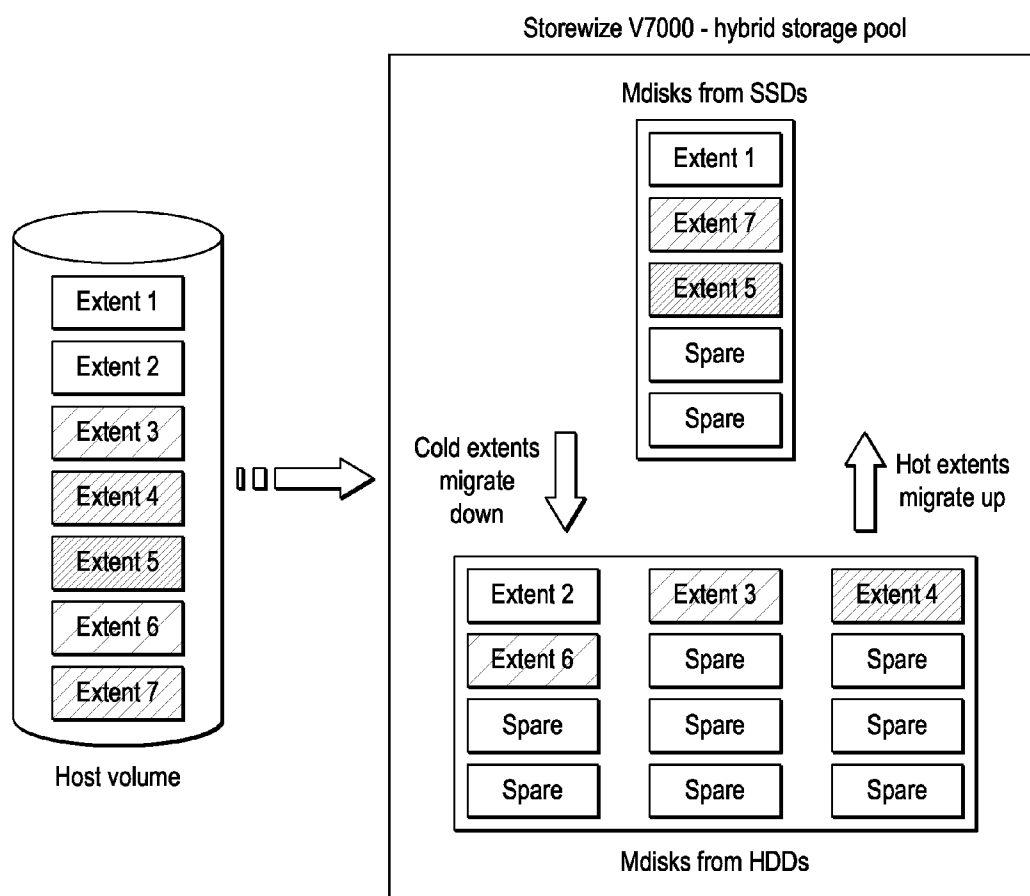 Storewize V7000 - hybrid storage pool
Mdisks from SSDs
Extent 1
Extent 7
Extent 5
Spare
Spare
Extent 1
Extent 2
Extent 3
Extent 4
Extent 5
Extent 6
Extent 7
Host volume
Cold extents
migrate
down
Hot extents
migrate up
Extent 2 Extent 3 Extent 4
Extent 6 Spare Spare
Spare Spare Spare
Spare Spare Spare
Mdisks from HDDs